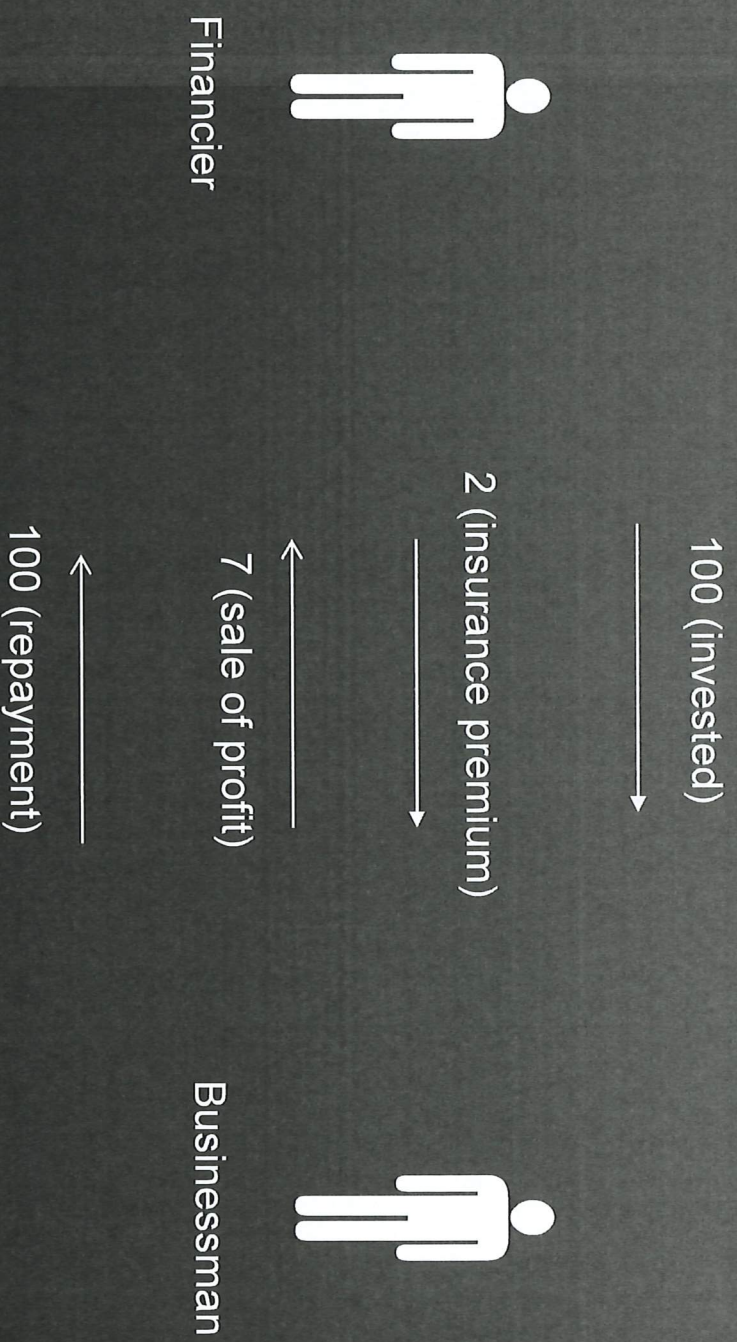 100 (invested)
2 (insurance premium)
7 (sale of profit)
100 (repayment)
Financier
Businessman